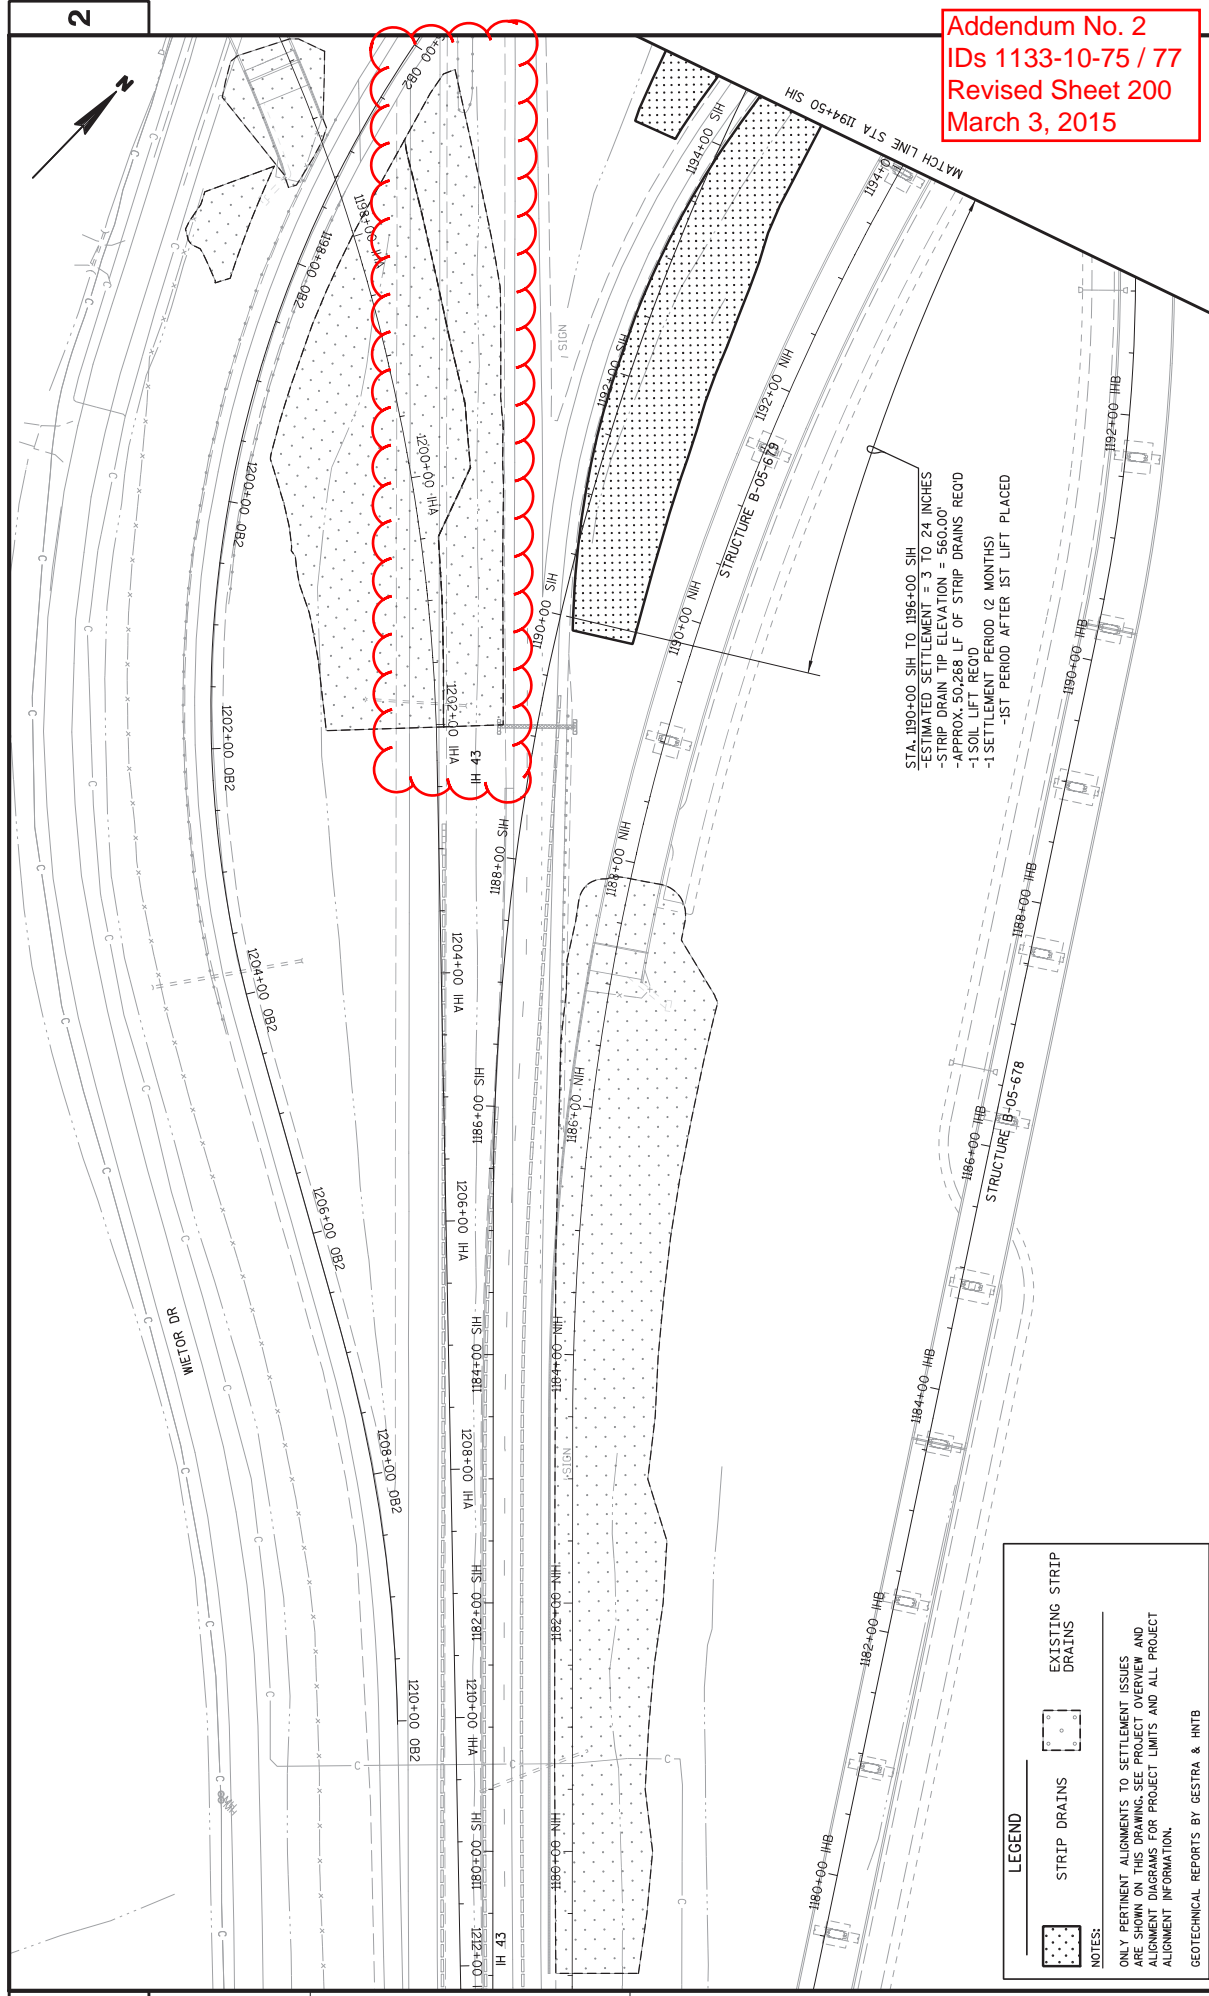 2
Addendum No. 2
IDs 1133-10-75 / 77
Revised Sheet 200
March 3, 2015
N
MATCH LINE STA 1194+50 SIH
+00 OB2
1198+00 OB2
1200+00 OB2
1202+00 OB2
1204+00 OB2
1206+00 OB2
1208+00 OB2
1210+00 OB2
1198+00 IHA
1200+00 IHA
1202+00 IHA
IH 43
1204+00 IHA
1206+00 IHA
1208+00 IHA
1210+00 IHA
1212+00
IH 43
1194+00 SIH
1192+00 SIH
1190+00 SIH
1188+00 SIH
1186+00 SIH
1184+00 SIH
1182+00 SIH
1180+00 SIH
1194+0
1192+00 NIH
1190+00 NIH
1188+00 NIH
1186+00 NIH
1184+00 NIH
1182+00 NIH
1180+00 NIH
1192+00 IHB
1190+00 IHB
1188+00 IHB
1186+00 IHB
1184+00 IHB
1182+00 IHB
1180+00 IHB
SIGN
SIGN
WIETOR DR
STRUCTURE B-05-679
STRUCTURE B-05-678
STA. 1190+00 SIH TO 1196+00 SIH
-ESTIMATED SETTLEMENT = 3 TO 24 INCHES
-STRIP DRAIN TIP ELEVATION = 560.00'
-APPROX. 50,268 LF OF STRIP DRAINS REQ'D
-1 SOIL LIFT REQ'D
-1 SETTLEMENT PERIOD (2 MONTHS)
-1ST PERIOD AFTER 1ST LIFT PLACED
LEGEND
STRIP DRAINS
EXISTING STRIP
DRAINS
NOTES:
ONLY PERTINENT ALIGNMENTS TO SETTLEMENT ISSUES
ARE SHOWN ON THIS DRAWING. SEE PROJECT OVERVIEW AND
ALIGNMENT DIAGRAMS FOR PROJECT LIMITS AND ALL PROJECT
ALIGNMENT INFORMATION.
GEOTECHNICAL REPORTS BY GESTRA & HNTB